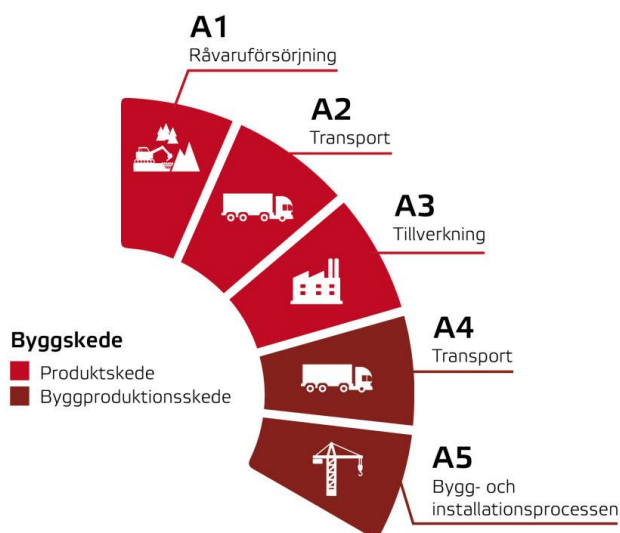 A1
Råvaruförsörjning
A2
Transport
A3
Tillverkning
A4
Transport
A5
Bygg- och
installationsprocessen
Byggskede
Produktskede
Byggproduktionsskede